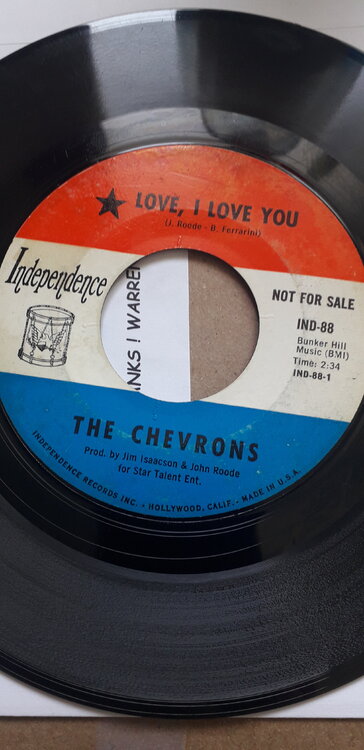 ★ LOVE, I LOVE YOU
(J. Roode - B. Ferrarini)
Independence
NOT FOR SALE
IND-88
Bunker Hill
Music (BMI)
Time: 2:34
IND-88-1
ANKS ! WARRE
THE CHEVRONS
Prod. by Jim Isaacson & John Roode
for Star Talent Ent.
INDEPENDENCE RECORDS INC. - HOLLYWOOD, CALIF. - MADE IN U.S.A.